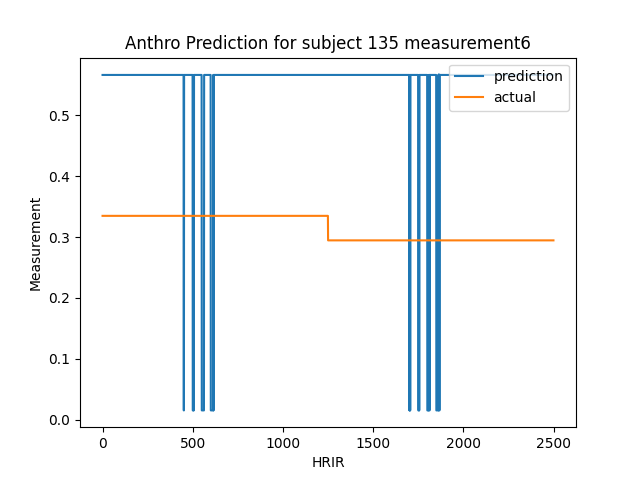 Anthro Prediction for subject 135 measurement6
prediction
actual
0.5
0.4
0.3
0.2
0.1
0.0
Measurement
0 500 1000 1500 2000 2500
HRIR